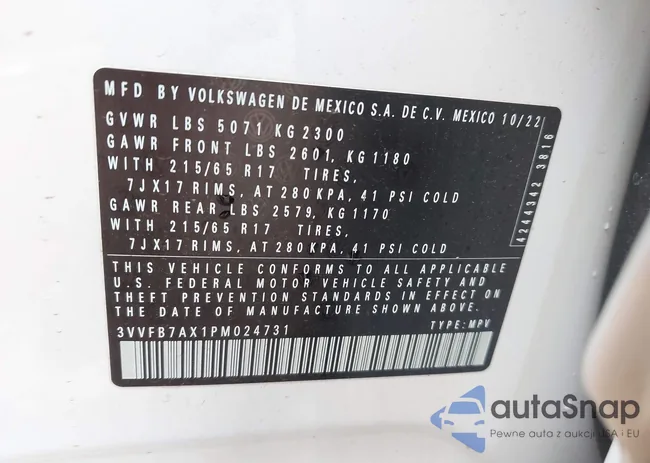 MFD BY VOLKSWAGEN DE MEXICO S.A. DE C.V. MEXICO 10/22
GVWR LBS 5071 KG 2300
GAWR FRONT LBS 2601, KG 1180
WITH 215/65 R17 TIRES,
7JX17 RIMS, AT 280 KPA, 41 PSI COLD
GAWR REAR LBS 2579, KG 1170
WITH 215/65 R17 TIRES,
7JX17 RIMS, AT 280 KPA, 41 PSI COLD
4244342 3816
THIS VEHICLE CONFORMS TO ALL APPLICABLE
U.S. FEDERAL MOTOR VEHICLE SAFETY AND
THEFT PREVENTION STANDARDS IN EFFECT ON
THE DATE OF MANUFACTURE SHOWN ABOVE.
3VVFB7AX1PM024731 TYPE: MPV
autaSnap
Pewne auta z aukcji USA i EU